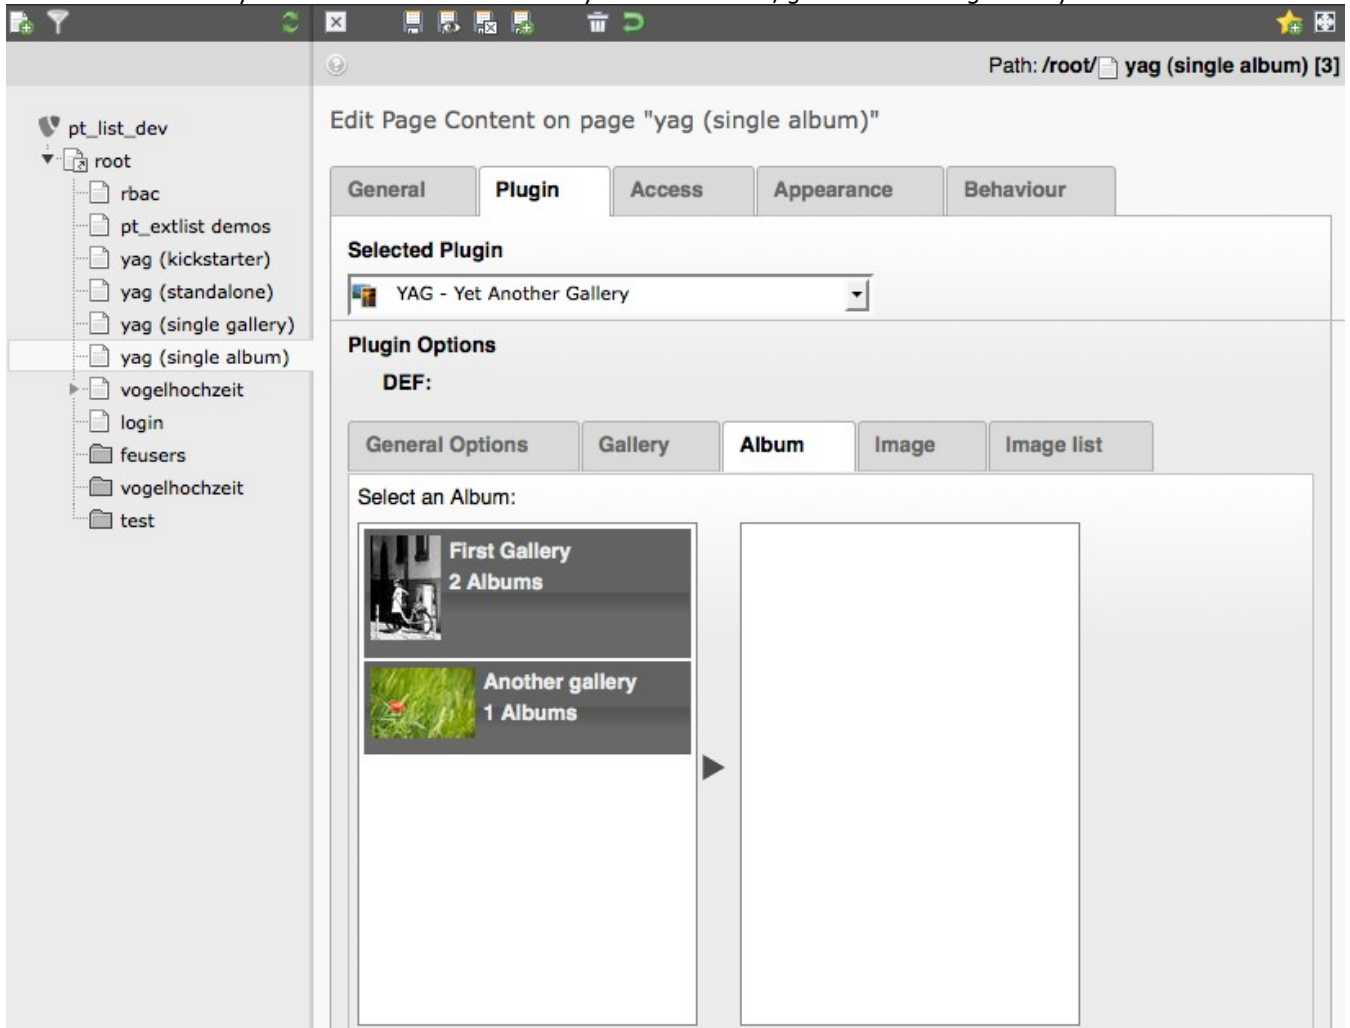 Path: /root/ yag (single album) [3]
pt_list_dev
root
rbac
pt_extlist demos
yag (kickstarter)
yag (standalone)
yag (single gallery)
yag (single album)
vogelhochzeit
login
feusers
vogelhochzeit
test
Edit Page Content on page "yag (single album)"
General Plugin Access Appearance Behaviour
Selected Plugin
YAG - Yet Another Gallery
Plugin Options
DEF:
General Options Gallery Album Image Image list
Select an Album:
First Gallery
2 Albums
Another gallery
1 Albums